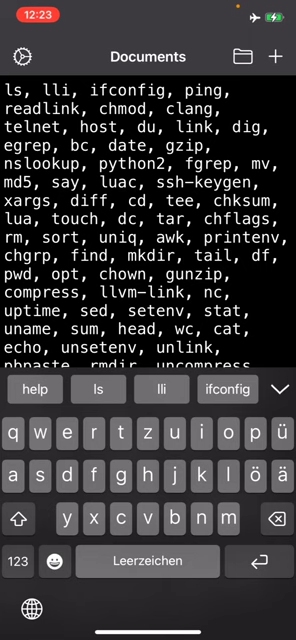 12:23
Documents
ls, lli, ifconfig, ping,
readlink, chmod, clang,
telnet, host, du, link, dig,
egrep, bc, date, gzip,
nslookup, python2, fgrep, mv,
md5, say, luac, ssh-keygen,
xargs, diff, cd, tee, chksum,
lua, touch, dc, tar, chflags,
rm, sort, uniq, awk, printenv,
chgrp, find, mkdir, tail, df,
pwd, opt, chown, gunzip,
compress, llvm-link, nc,
uptime, sed, setenv, stat,
uname, sum, head, wc, cat,
echo, unsetenv, unlink,
pbpaste, rmdir, uncompress
help ls lli ifconfig
q w e r t z u i o p ü
a s d f g h j k l ö ä
y x c v b n m
123 Leerzeichen